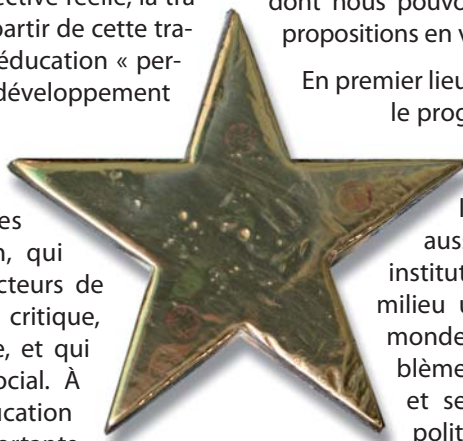 ective réelle, la tra
partir de cette tra-
éducation « per-
développement
es
n, qui
cteurs de
critique,
e, et qui
ocial. À
ucation
dont nous pouvo
propositions en v
En premier lieu
le prog
aus
institut
milieu u
monde
blème
et se
polit